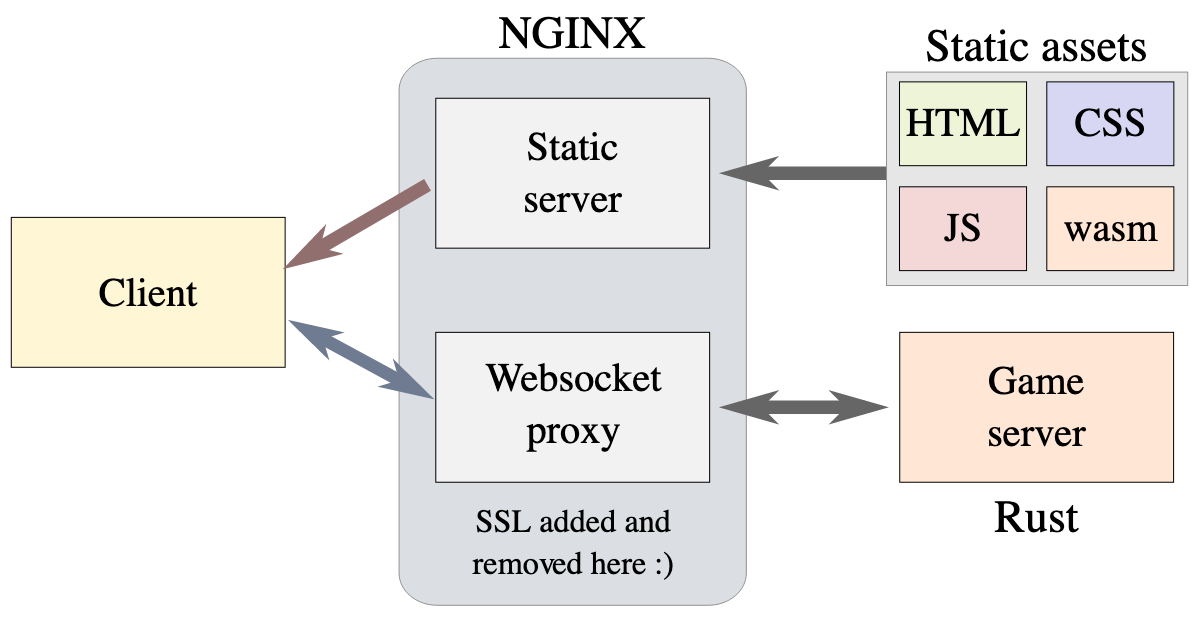 NGINX
Static assets
Static
server
HTML
CSS
JS
wasm
Client
Websocket
proxy
Game
server
Rust
SSL added and
removed here :)